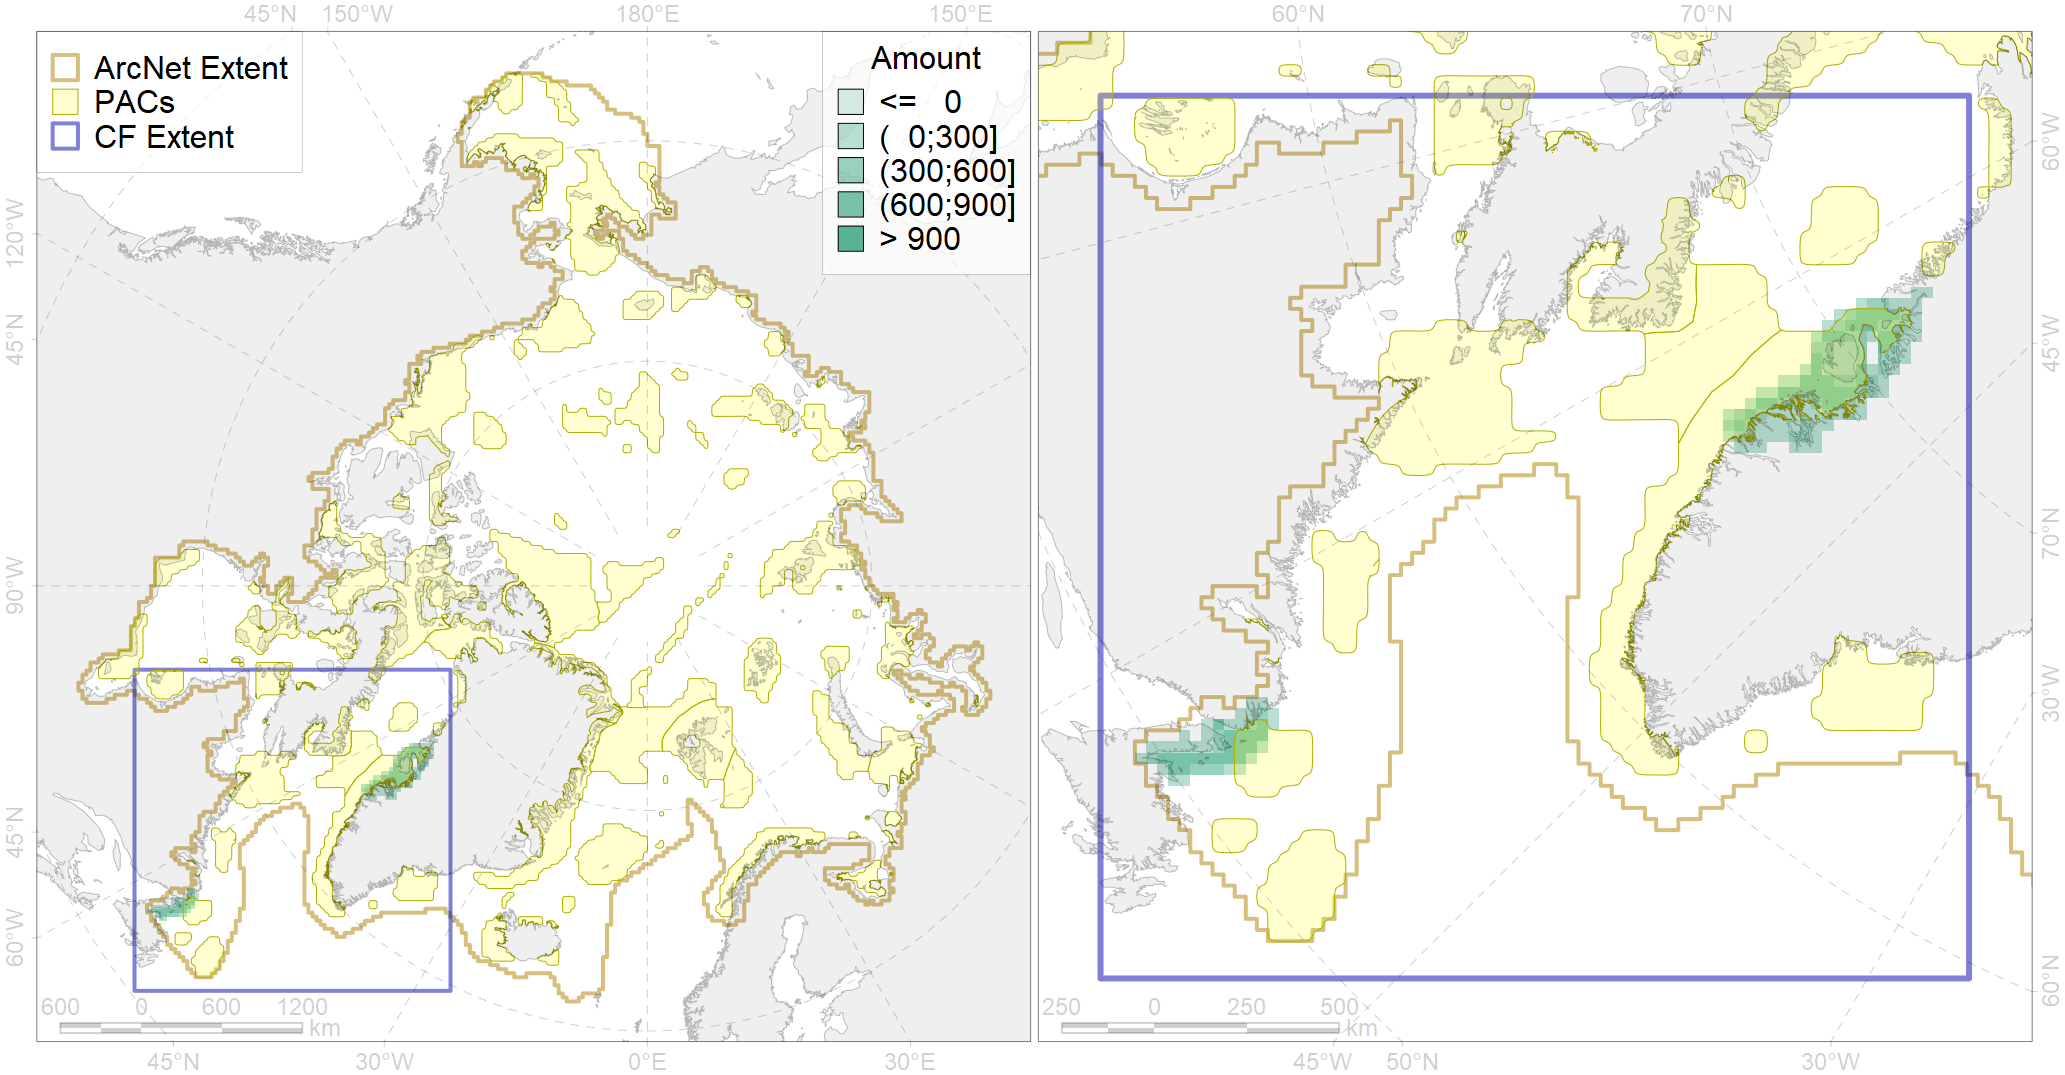 45°N 150°W 180°E 150°E 60°N 70°N
ArcNet Extent
PACs
CF Extent
Amount
<= 0
( 0;300]
(300;600]
(600;900]
> 900
120°W
45°N
90°W
45°N
60°W
60°W
45°W
70°N
30°W
60°N
600 0 600 1200
km
250 0 250 500
km
45°N 30°W 0°E 30°E 45°W 50°N 30°W